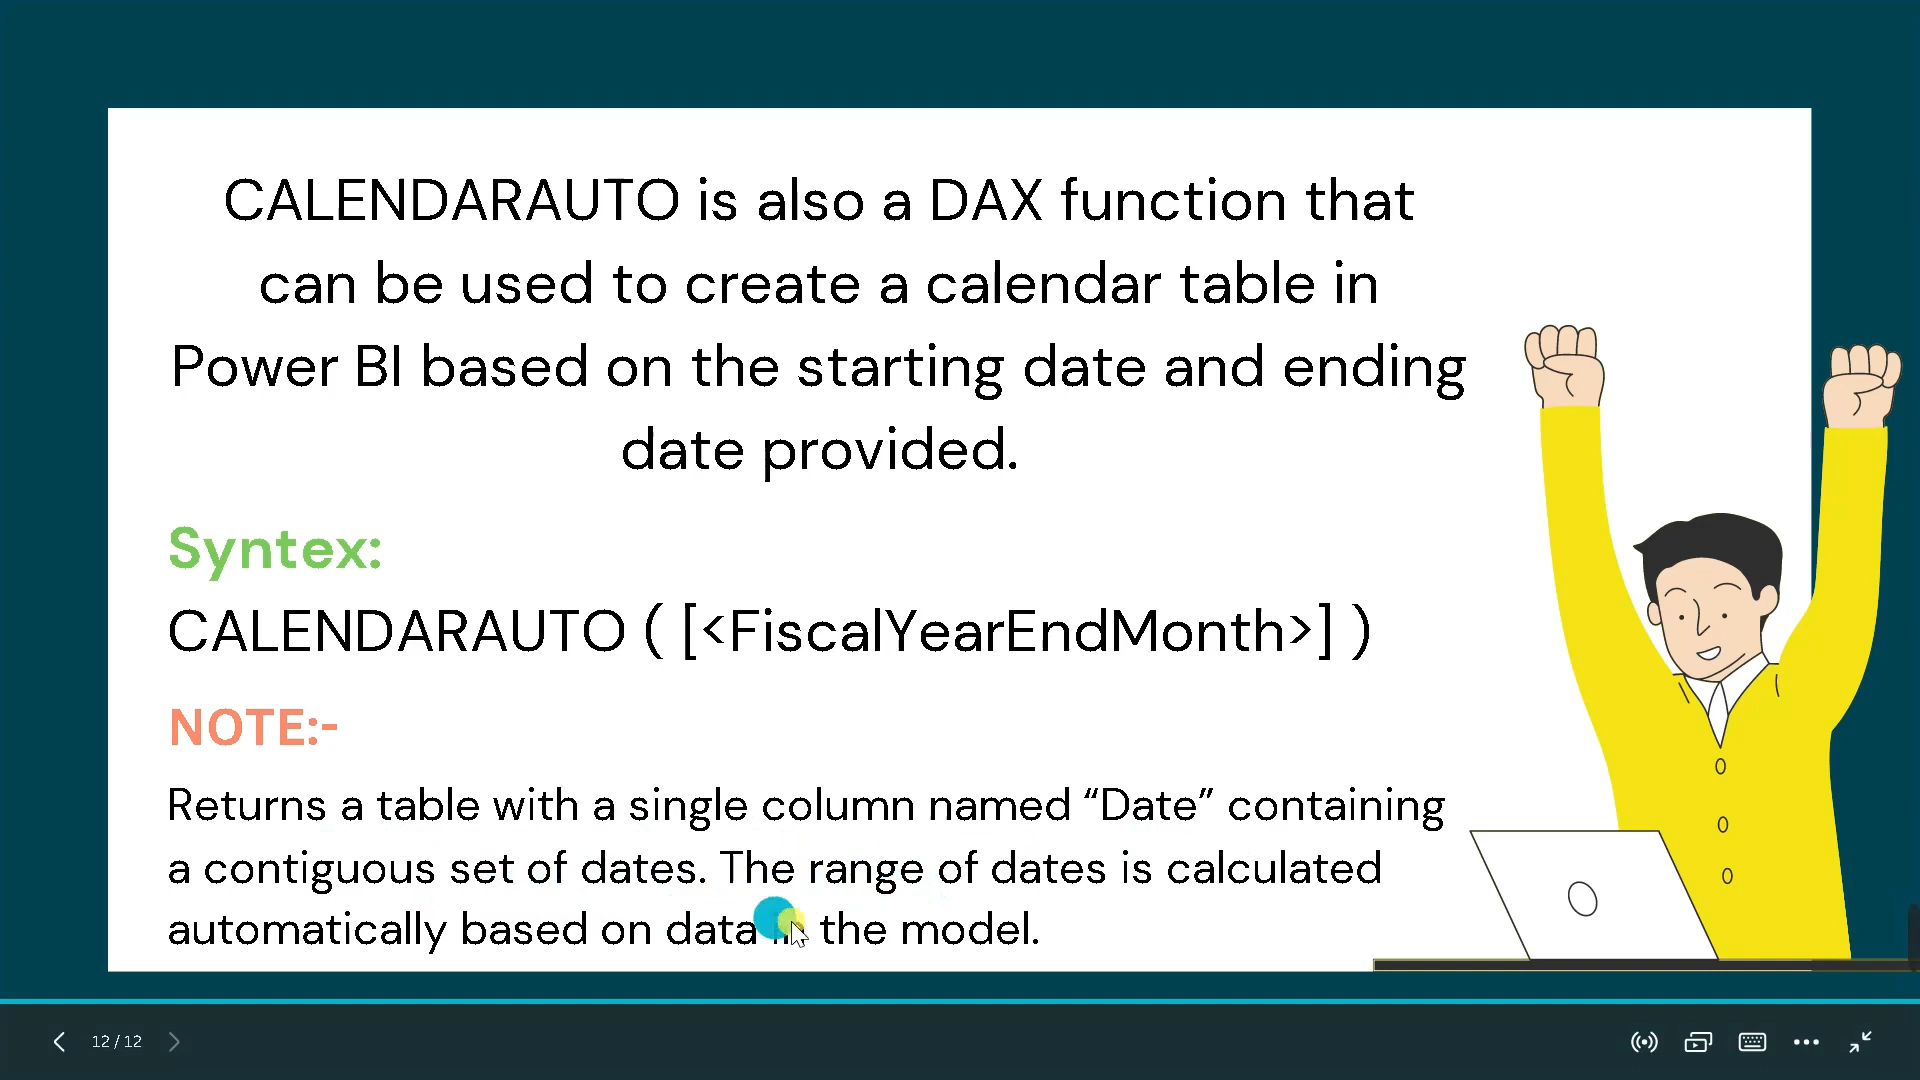 CALENDARAUTO is also a DAX function that
can be used to create a calendar table in
Power BI based on the starting date and ending
date provided.
Syntex:
CALENDARAUTO ( [<FiscalYearEndMonth>] )
NOTE:-
Returns a table with a single column named “Date” containing
a contiguous set of dates. The range of dates is calculated
automatically based on data in the model.
12 / 12